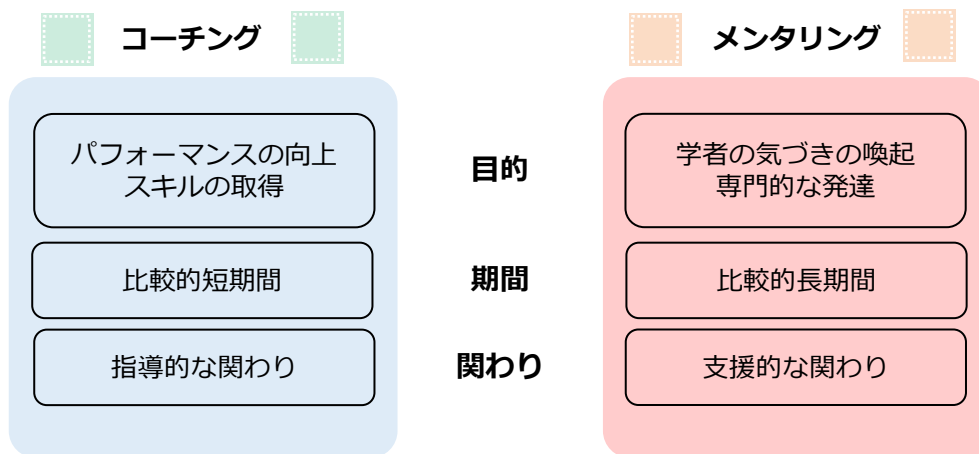 コーチング
メンタリング
パフォーマンスの向上
スキルの取得
目的
学者の気づきの喚起
専門的な発達
比較的短期間
期間
比較的長期間
指導的な関わり
関わり
支援的な関わり